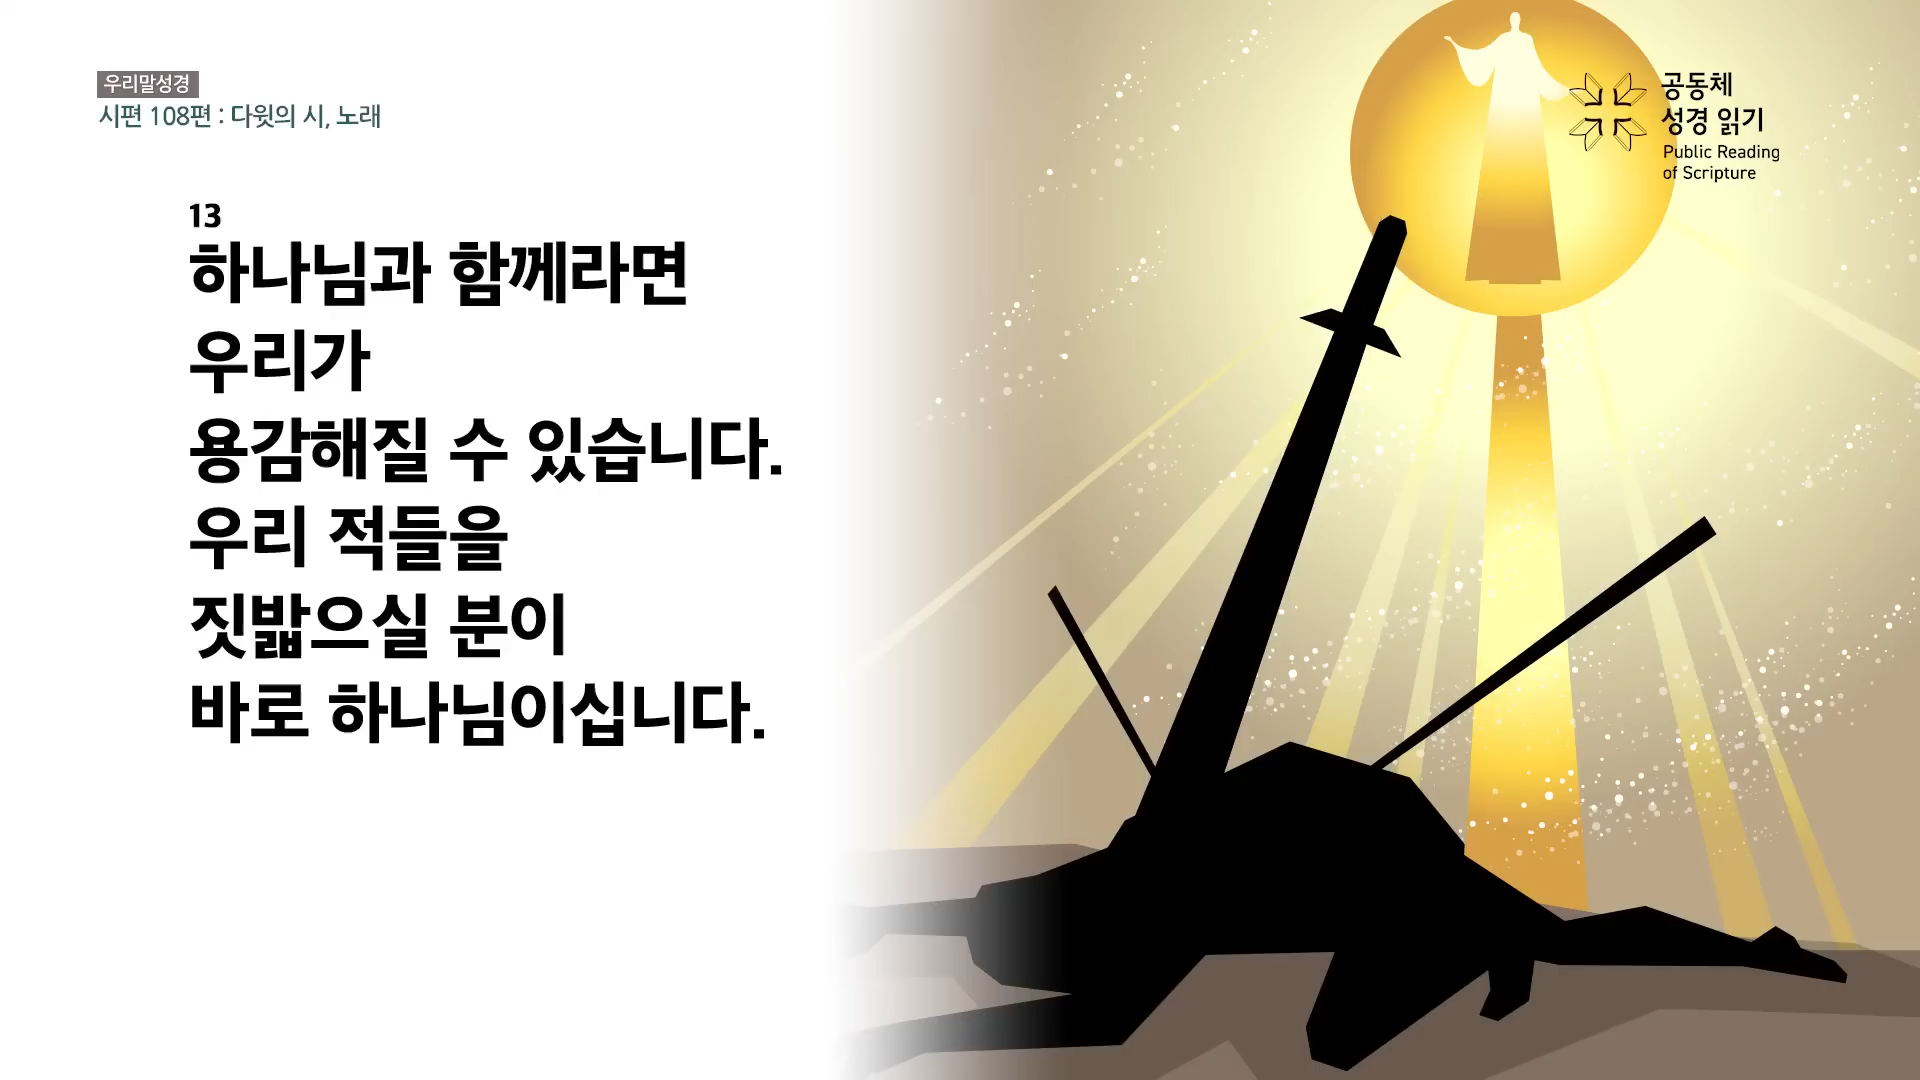 우리말성경
시편 108편 : 다윗의 시, 노래
공동체
성경 읽기
Public Reading
of Scripture
13
하나님과 함께라면
우리가
용감해질 수 있습니다.
우리 적들을
짓밟으실 분이
바로 하나님이십니다.